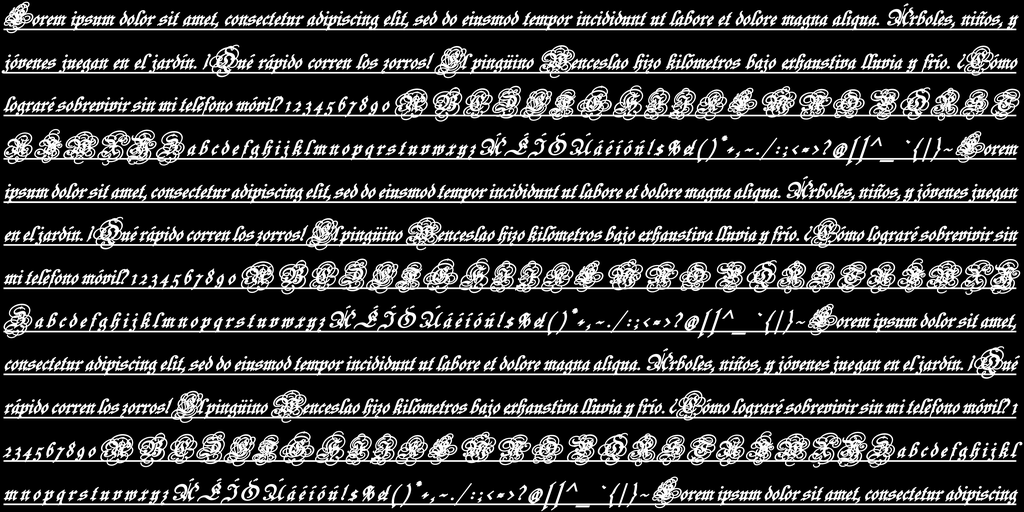 Lorem ipsum dolor sit amet, consectetur adipiscing elit, sed do eiusmod tempor incididunt ut labore et dolore magna aliqua. Árboles, niños, y
jóvenes juegan en el jardín. ¡Qué rápido corren los zorros! El pingüino Wenceslao hizo kilómetros bajo exhaustiva lluvia y frío. ¿Cómo
lograré sobrevivir sin mi teléfono móvil? 1 2 3 4 5 6 7 8 9 0 A B C D E F G H I J K L M N O P Q R S T
U V W X Y Z a b c d e f g h i j k l m n o p q r s t u v w x y z Á É Í Ó Ú á é í ó ú ! $ % & ( ) * + , - . / : ; < = > ? @ [ ] ^ _ ` { | } ~ Lorem
ipsum dolor sit amet, consectetur adipiscing elit, sed do eiusmod tempor incididunt ut labore et dolore magna aliqua. Árboles, niños, y jóvenes juegan
en el jardín. ¡Qué rápido corren los zorros! El pingüino Wenceslao hizo kilómetros bajo exhaustiva lluvia y frío. ¿Cómo lograré sobrevivir sin
mi teléfono móvil? 1 2 3 4 5 6 7 8 9 0 A B C D E F G H I J K L M N O P Q R S T U V W X Y
Z a b c d e f g h i j k l m n o p q r s t u v w x y z Á É Í Ó Ú á é í ó ú ! $ % & ( ) * + , - . / : ; < = > ? @ [ ] ^ _ ` { | } ~ Lorem ipsum dolor sit amet,
consectetur adipiscing elit, sed do eiusmod tempor incididunt ut labore et dolore magna aliqua. Árboles, niños, y jóvenes juegan en el jardín. ¡Qué
rápido corren los zorros! El pingüino Wenceslao hizo kilómetros bajo exhaustiva lluvia y frío. ¿Cómo lograré sobrevivir sin mi teléfono móvil? 1
2 3 4 5 6 7 8 9 0 A B C D E F G H I J K L M N O P Q R S T U V W X Y Z a b c d e f g h i j k l
m n o p q r s t u v w x y z Á É Í Ó Ú á é í ó ú ! $ % & ( ) * + , - . / : ; < = > ? @ [ ] ^ _ ` { | } ~ Lorem ipsum dolor sit amet, consectetur adipiscing